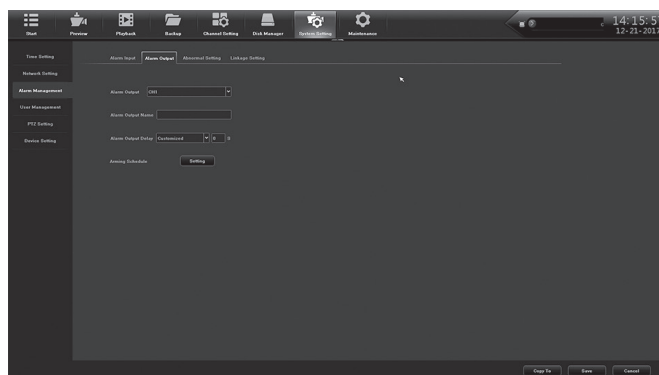 Start Preview Playback Backup Channel Setting Disk Manager System Setting Maintenance
14:15:5
12-21-2017
Time Setting
Network Setting
Alarm Management
User Management
PTZ Setting
Device Setting
Alarm Input Alarm Output Abnormal Setting Linkage Setting
Alarm Output CH1
Alarm Output Name
Alarm Output Delay Customized 0 S
Arming Schedule Setting
Copy To Save Cancel